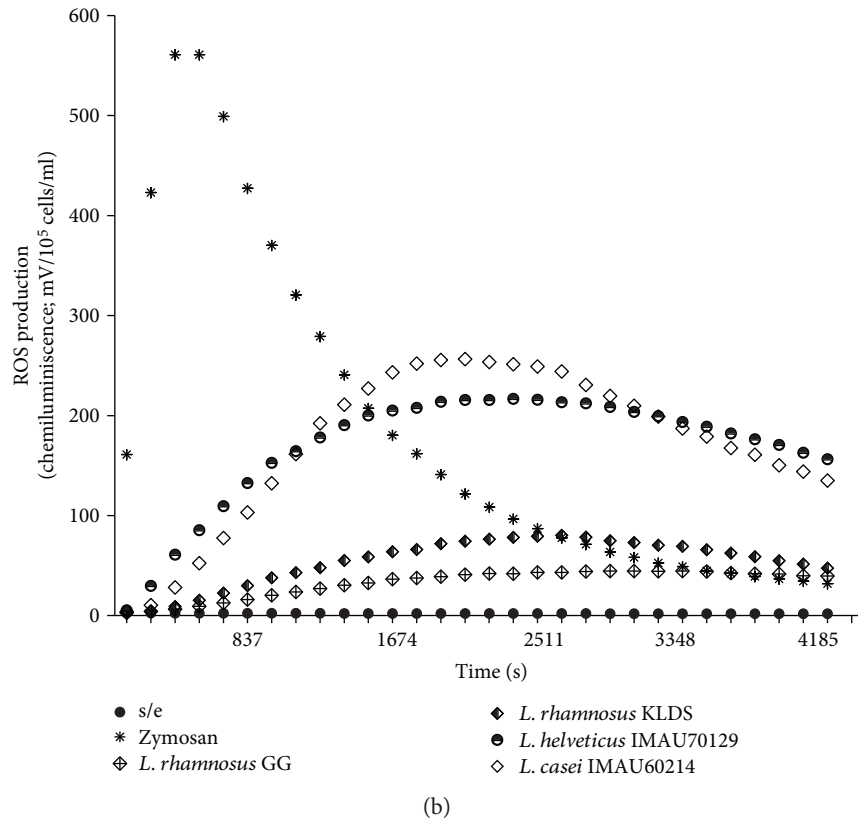 600
500
400
300
200
100
0
ROS production
(chemiluminiscence; mV/10⁵ cells/ml)
837
1674
2511
3348
4185
Time (s)
s/e
Zymosan
L. rhamnosus GG
L. rhamnosus KLDS
L. helveticus IMAU70129
L. casei IMAU60214
(b)